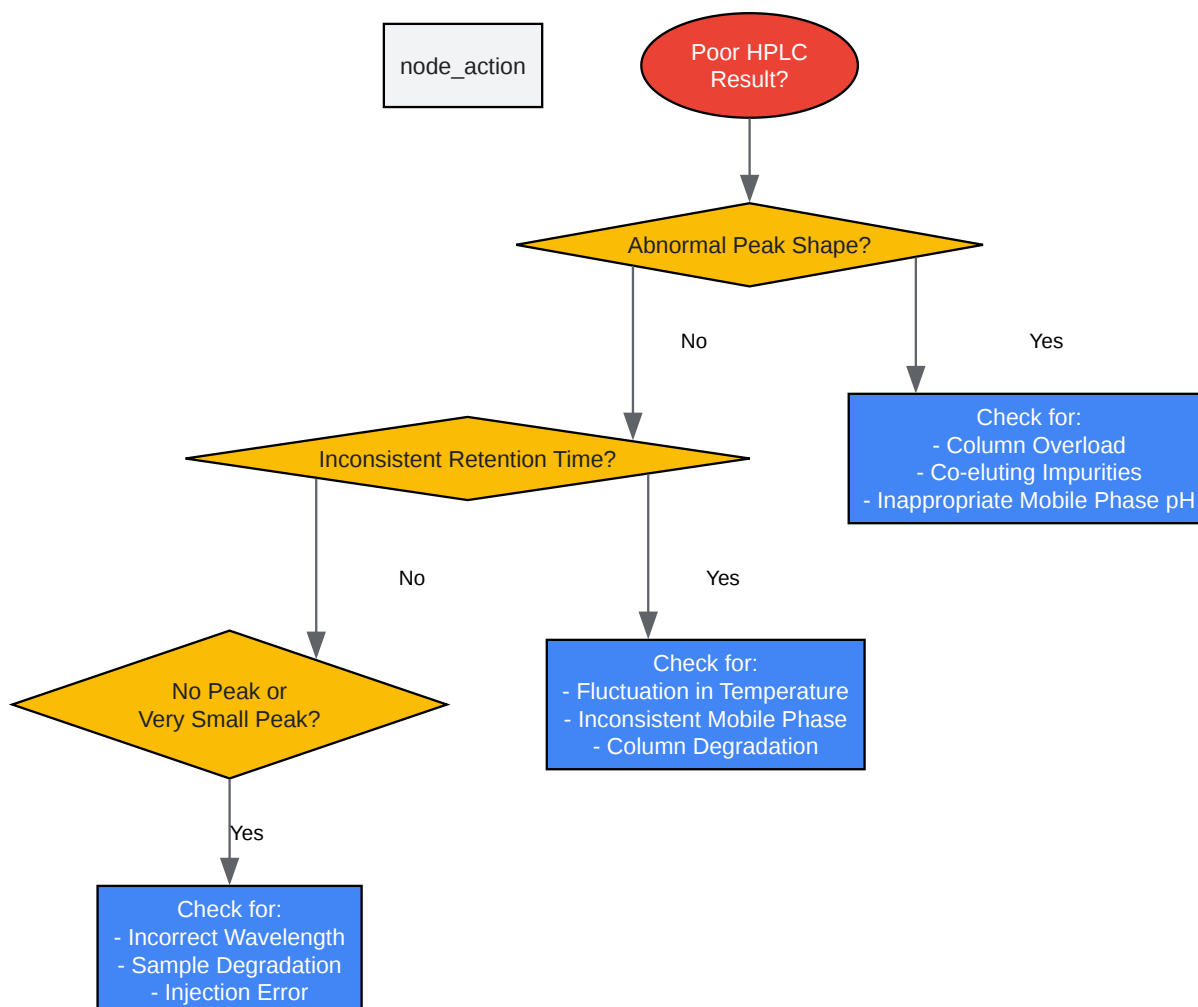 node_action
Poor HPLC
Result?
Abnormal Peak Shape?
No
Yes
Check for:
- Column Overload
- Co-eluting Impurities
- Inappropriate Mobile Phase pH
Inconsistent Retention Time?
No
Yes
Check for:
- Fluctuation in Temperature
- Inconsistent Mobile Phase
- Column Degradation
No Peak or
Very Small Peak?
Yes
Check for:
- Incorrect Wavelength
- Sample Degradation
- Injection Error